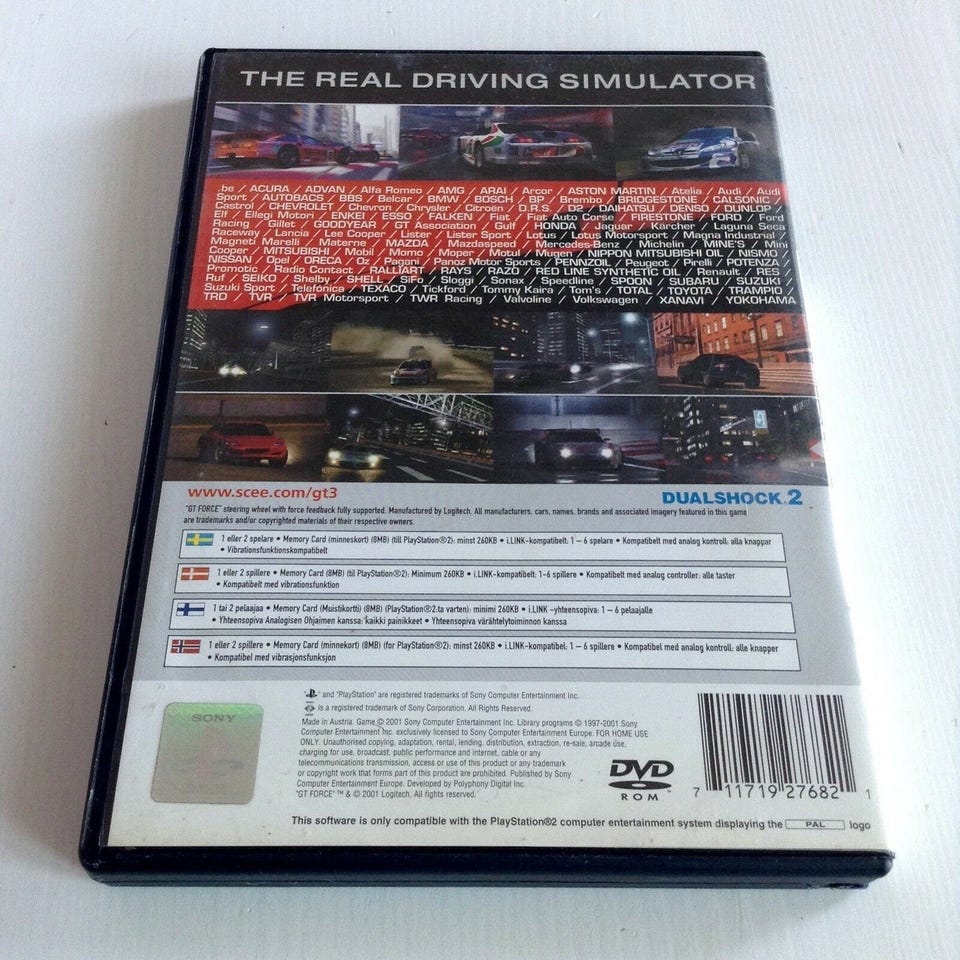 THE REAL DRIVING SIMULATOR
.be / ACURA / ADVAN / Alfa Romeo / AMG / ARAI / Arcor / ASTON MARTIN / Atelia / Audi / Audi
Sport / AUTOBACS / BBS / Belcar / BMW / BOSCH / BP / Brembo / BRIDGESTONE / CALSONIC /
Castrol / CHEVROLET / Chevron / Chrysler / Citroën / D.R.S / D2 / DAIHATSU / DENSO / DUNLOP /
Elf / Ellegi Motori / ENKEI / ESSO / FALKEN / Fiat / Fiat Auto Corse / FIRESTONE / FORD / Ford
Racing / Gillet / GOODYEAR / GT Association / Gulf / HONDA / Jaguar / Kärcher / Laguna Seca
Raceway / Lancia / Lee Cooper / Lister / Lister Sport / Lotus / Lotus Motorsport / Magna Industrial /
Magneti Marelli / Materne / MAZDA / Mazdaspeed / Mercedes-Benz / Michelin / MINE'S / Mini
Cooper / MITSUBISHI / Mobil / Momo / Moper / Motul / Mugen / NIPPON MITSUBISHI OIL / NISMO /
NISSAN / Opel / ORECA / Oz / Pagani / Panoz Motor Sports / PENNZOIL / Peugeot / Pirelli / POTENZA /
Promotic / Radio Contact / RALLIART / RAYS / RAZO / RED LINE SYNTHETIC OIL / Renault / RES /
Ruf / SEIKO / Shelby / SHELL / SiFo / Sloggi / Sonax / Speedline / SPOON / SUBARU / SUZUKI /
Suzuki Sport / Telefónica / TEXACO / Tickford / Tommy Kaira / Tom's / TOTAL / TOYOTA / TRAMPIO /
TRD / TVR / TVR Motorsport / TWR Racing / Valvoline / Volkswagen / XANAVI / YOKOHAMA
www.scee.com/gt3
DUALSHOCK.2
"GT FORCE" steering wheel with force feedback fully supported. Manufactured by Logitech. All manufacturers, cars, names, brands and associated imagery featured in this game
are trademarks and/or copyrighted materials of their respective owners.
1 eller 2 spelare • Memory Card (minneskort) (8MB) (till PlayStation®2): minst 260KB • i.LINK-kompatibelt: 1 – 6 spelare • Kompatibelt med analog kontroll: alla knappar
• Vibrationsfunktionskompatibelt
1 eller 2 spillere • Memory Card (8MB) (til PlayStation®2): Minimum 260KB • i.LINK-kompatibelt: 1-6 spillere • Kompatibelt med analog controller: alle taster
• Kompatibelt med vibrationsfunktion
1 tai 2 pelaajaa • Memory Card (Muistikortti) (8MB) (PlayStation®2:ta varten): minimi 260KB • i.LINK -yhteensopiva: 1 – 6 pelaajalle
• Yhteensopiva Analogisen Ohjaimen kanssa: kaikki painikkeet • Yhteensopiva värähtelytoiminnon kanssa
1 eller 2 spillere • Memory Card (minnekort) (8MB) (for PlayStation®2): minst 260KB • i.LINK-kompatibel: 1 – 6 spillere • Kompatibel med analog kontroll: alle knapper
• Kompatibel med vibrasjonsfunksjon
SONY
and "PlayStation" are registered trademarks of Sony Computer Entertainment Inc.
is a registered trademark of Sony Corporation. All Rights Reserved.
Made in Austria. Game © 2001 Sony Computer Entertainment Inc. Library programs © 1997-2001 Sony
Computer Entertainment Inc. exclusively licensed to Sony Computer Entertainment Europe. FOR HOME USE
ONLY. Unauthorised copying, adaptation, rental, lending, distribution, extraction, re-sale, arcade use,
charging for use, broadcast, public performance and internet, cable or any
telecommunications transmission, access or use of this product or any trademark
or copyright work that forms part of this product are prohibited. Published by Sony
Computer Entertainment Europe. Developed by Polyphony Digital Inc.
"GT FORCE" ™ & © 2001 Logitech, All rights reserved.
DVD
ROM
7 11719 27682 1
This software is only compatible with the PlayStation®2 computer entertainment system displaying the PAL logo